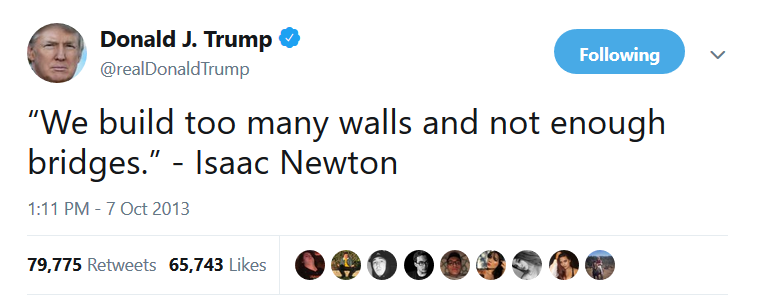 Donald J. Trump
@realDonaldTrump
Following
“We build too many walls and not enough
bridges.” - Isaac Newton
1:11 PM - 7 Oct 2013
79,775 Retweets 65,743 Likes